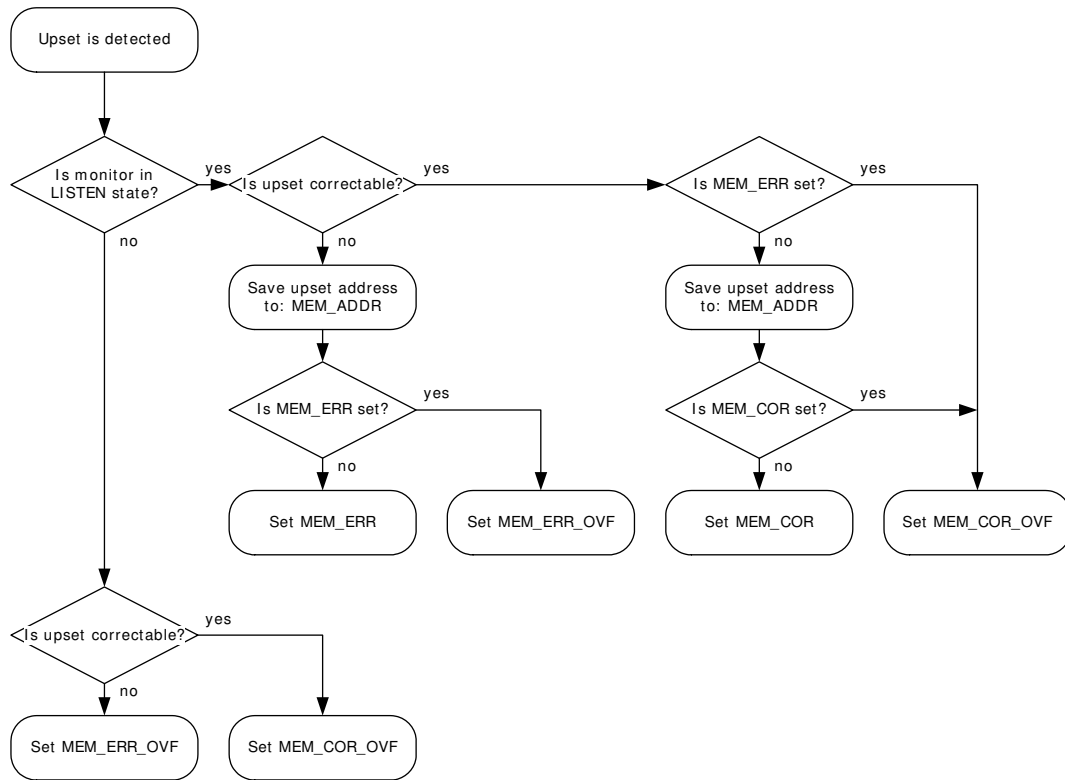 Upset is detected
Is monitor in
LISTEN state?
yes
no
Is upset correctable?
yes
no
Is MEM_ERR set?
yes
no
Save upset address
to: MEM_ADDR
Save upset address
to: MEM_ADDR
Is MEM_ERR set?
yes
no
Is MEM_COR set?
yes
no
Set MEM_ERR
Set MEM_ERR_OVF
Set MEM_COR
Set MEM_COR_OVF
Is upset correctable?
yes
no
Set MEM_ERR_OVF
Set MEM_COR_OVF